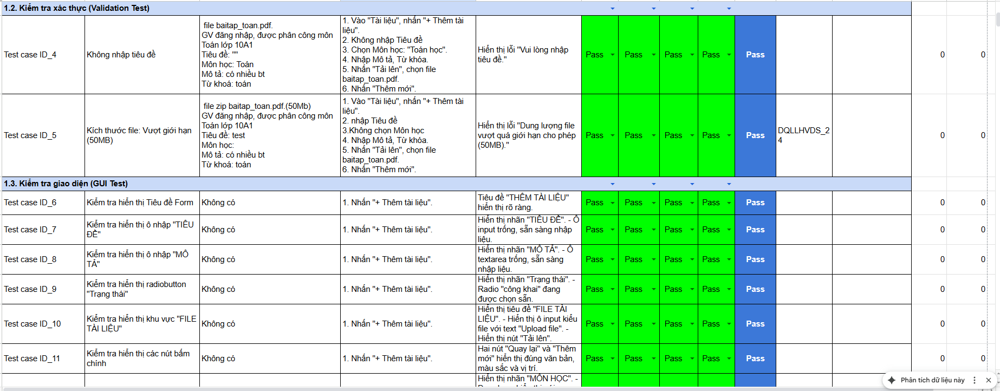 1.2. Kiểm tra xác thực (Validation Test)
Test case ID_4
Không nhập tiêu đề
file baitap_toan.pdf.
GV đăng nhập, được phân công môn
Toán lớp 10A1
Tiêu đề: ""
Môn học: Toán
Mô tả: có nhiều bt
Từ khoá: toán
1. Vào "Tài liệu", nhấn "+ Thêm tài
liệu".
2. Không nhập Tiêu đề
3. Chọn Môn học: "Toán học".
4. Nhập Mô tả, Từ khóa.
5. Nhấn "Tải lên", chọn file
baitap_toan.pdf.
6. Nhấn "Thêm mới".
Hiển thị lỗi "Vui lòng nhập
tiêu đề."
Pass Pass Pass Pass Pass 0 0
Test case ID_5
Kích thước file: Vượt giới hạn
(50MB)
file zip baitap_toan.pdf.(50Mb)
GV đăng nhập, được phân công môn
Toán lớp 10A1
Tiêu đề: test
Môn học:
Mô tả: có nhiều bt
Từ khoá: toán
1. Vào "Tài liệu", nhấn "+ Thêm tài
liệu".
2. nhập Tiêu đề
3.Không chọn Môn học
4. Nhập Mô tả, Từ khóa.
5. Nhấn "Tải lên", chọn file
baitap_toan.pdf.
6. Nhấn "Thêm mới".
Hiển thị lỗi "Dung lượng file
vượt quá giới hạn cho phép
(50MB)."
Pass Pass Pass Pass Pass
DQLLHVDS_2
4
0 0
1.3. Kiểm tra giao diện (GUI Test)
Test case ID_6
Kiểm tra hiển thị Tiêu đề Form
Không có
1. Nhấn "+ Thêm tài liệu".
Tiêu đề "THÊM TÀI LIỆU"
hiển thị rõ ràng.
Pass Pass Pass Pass Pass 0 0
Test case ID_7
Kiểm tra hiển thị ô nhập "TIÊU
ĐỀ"
Không có
1. Nhấn "+ Thêm tài liệu".
Hiển thị nhãn "TIÊU ĐỀ". - Ô
input trống, sẵn sàng nhập
liệu.
Pass Pass Pass Pass Pass 0 0
Test case ID_8
Kiểm tra hiển thị ô nhập "MÔ
TẢ"
Không có
1. Nhấn "+ Thêm tài liệu".
Hiển thị nhãn "MÔ TẢ". - Ô
textarea trống, sẵn sàng
nhập liệu.
Pass Pass Pass Pass Pass 0 0
Test case ID_9
Kiểm tra hiển thị radiobutton
"Trạng thái"
Không có
1. Nhấn "+ Thêm tài liệu".
Hiển thị nhãn "Trạng thái". -
Radio "công khai" đang
được chọn sẵn.
Pass Pass Pass Pass Pass 0 0
Test case ID_10
Kiểm tra hiển thị khu vực "FILE
TÀI LIỆU"
Không có
1. Nhấn "+ Thêm tài liệu".
Hiển thị tiêu đề "FILE TÀI
LIỆU". - Hiển thị ô input kiểu
file với text "Upload file". -
Hiển thị nút "Tải lên".
Pass Pass Pass Pass Pass 0 0
Test case ID_11
Kiểm tra hiển thị các nút bấm
chính
Không có
1. Nhấn "+ Thêm tài liệu".
Hai nút "Quay lại" và "Thêm
mới" hiển thị đúng văn bản,
màu sắc và vị trí.
Pass Pass Pass Pass Pass 0 0
Hiển thị nhãn "MÔN HỌC". -
Phân tích dữ liệu này